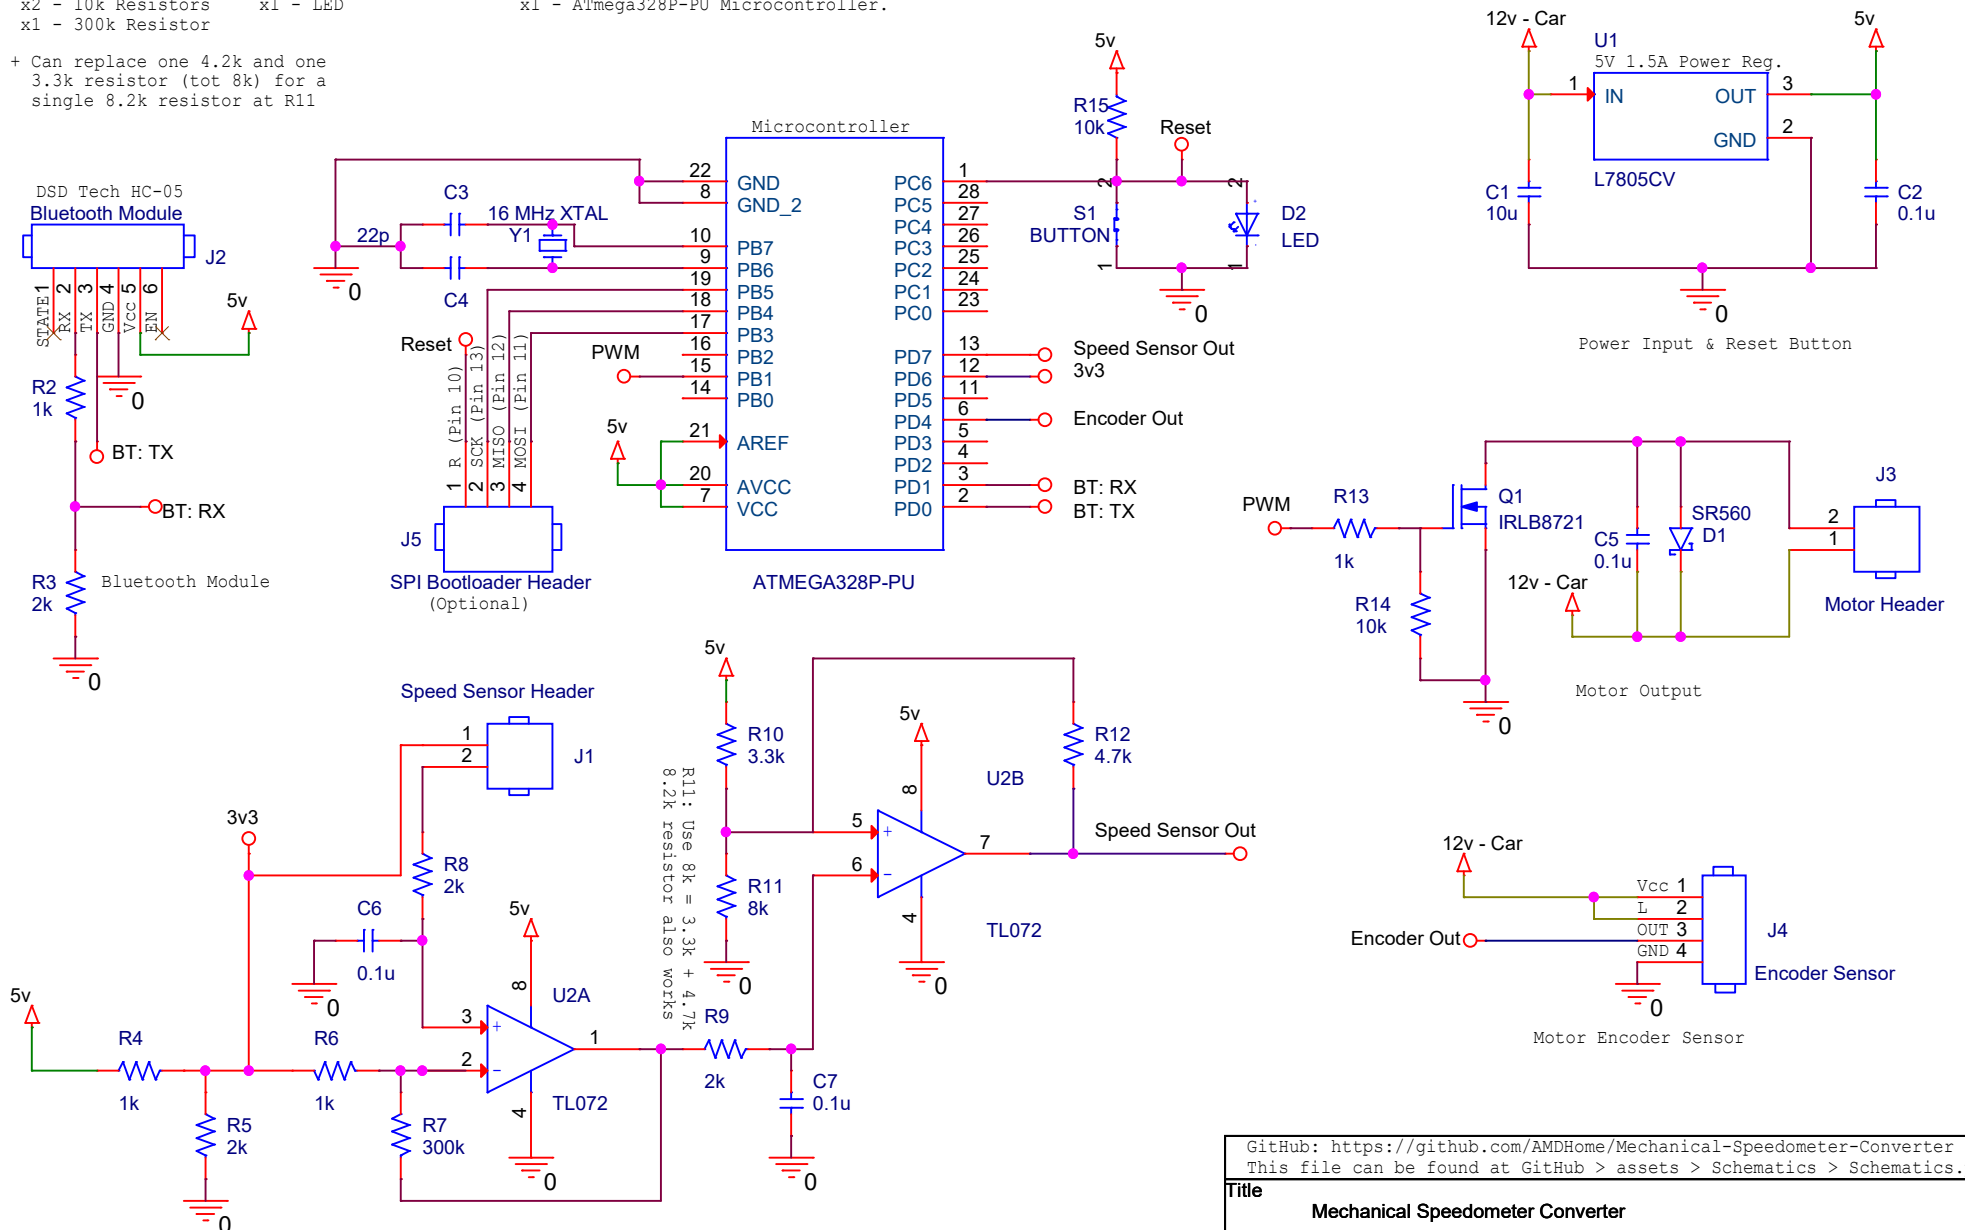 x2 - 10k Resistors x1 - LED x1 - ATmega328P-PU Microcontroller.
x1 - 300k Resistor
+ Can replace one 4.2k and one
3.3k resistor (tot 8k) for a
single 8.2k resistor at R11
DSD Tech HC-05
Bluetooth Module
J2
STATE 1
RX 2
TX 3
GND 4
Vcc 5
EN 6
5v
0
R2
1k
BT: TX
BT: RX
R3
2k
Bluetooth Module
0
Microcontroller
22 GND
8 GND_2
10 PB7
9 PB6
19 PB5
18 PB4
17 PB3
16 PB2
15 PB1
14 PB0
21 AREF
20 AVCC
7 VCC
PC6 1
PC5 28
PC4 27
PC3 26
PC2 25
PC1 24
PC0 23
PD7 13
PD6 12
PD5 11
PD4 6
PD3 5
PD2 4
PD1 3
PD0 2
ATMEGA328P-PU
C3
16 MHz XTAL
22p
Y1
C4
0
Reset
PWM
5v
1 R (Pin 10)
2 SCK (Pin 13)
3 MISO (Pin 12)
4 MOSI (Pin 11)
J5
SPI Bootloader Header
(Optional)
Speed Sensor Out
3v3
Encoder Out
BT: RX
BT: TX
5v
R15
10k
Reset
2
2
S1
BUTTON
D2
LED
1
1
0
12v - Car
5v
U1
5V 1.5A Power Reg.
1 IN
OUT 3
GND 2
L7805CV
C1
10u
C2
0.1u
0
Power Input & Reset Button
PWM
R13
1k
Q1
IRLB8721
R14
10k
C5
0.1u
SR560
D1
J3
2
1
12v - Car
Motor Header
0
Motor Output
Speed Sensor Header
1
2
J1
3v3
R8
2k
C6
0.1u
0
5v
5v
8
U2A
3 +
2 -
1
4
TL072
0
R4
1k
R6
1k
R5
2k
0
R7
300k
R9
2k
C7
0.1u
0
5v
R10
3.3k
R11
8k
0
R11: Use 8k = 3.3k + 4.7k
8.2k resistor also works
5v
8
U2B
5 +
6 -
7
4
TL072
0
R12
4.7k
Speed Sensor Out
12v - Car
Vcc 1
L 2
OUT 3
GND 4
Encoder Out
J4
Encoder Sensor
0
Motor Encoder Sensor
GitHub: https://github.com/AMDHome/Mechanical-Speedometer-Converter
This file can be found at GitHub > assets > Schematics > Schematics.
Title
Mechanical Speedometer Converter